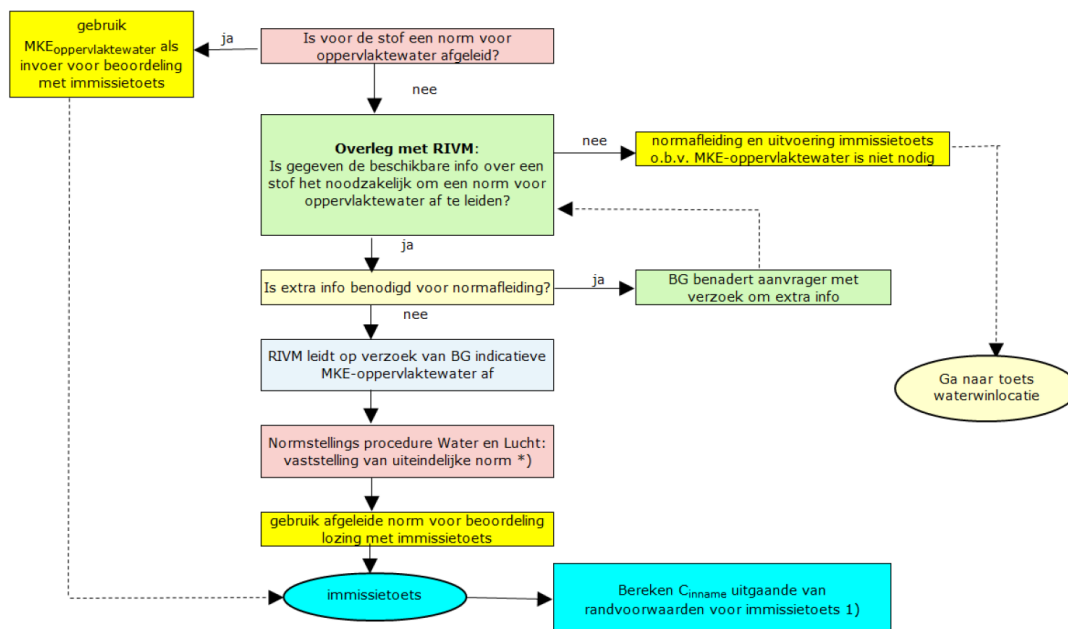 gebruik
MKEoppervlaktewater als
invoer voor beoordeling
met immissietoets
ja
Is voor de stof een norm voor
oppervlaktewater afgeleid?
nee
Overleg met RIVM:
Is gegeven de beschikbare info over een
stof het noodzakelijk om een norm voor
oppervlaktewater af te leiden?
nee
normafleiding en uitvoering immissietoets
o.b.v. MKE-oppervlaktewater is niet nodig
ja
Is extra info benodigd voor normafleiding?
ja
BG benadert aanvrager met
verzoek om extra info
nee
RIVM leidt op verzoek van BG indicatieve
MKE-oppervlaktewater af
Ga naar toets
waterwinlocatie
Normstellings procedure Water en Lucht:
vaststelling van uiteindelijke norm *)
gebruik afgeleide norm voor beoordeling
lozing met immissietoets
immissietoets
Bereken Cinname uitgaande van
randvoorwaarden voor immissietoets 1)